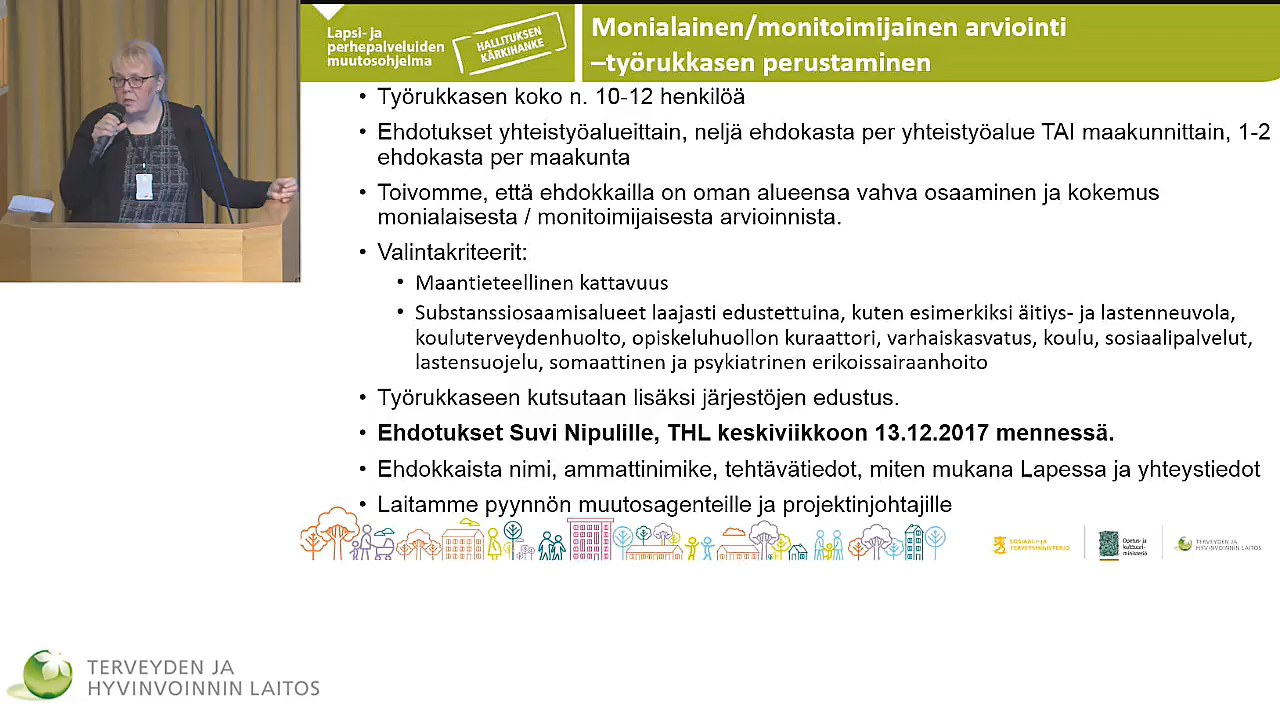 Lapsi- ja
perhepalveluiden
muutosohjelma
HALLITUKSEN
KÄRKIHANKE
Monialainen/monitoimijainen arviointi
–työrukkasen perustaminen
• Työrukkasen koko n. 10-12 henkilöä
• Ehdotukset yhteistyöalueittain, neljä ehdokasta per yhteistyöalue TAI maakunnittain, 1-2
ehdokasta per maakunta
• Toivomme, että ehdokkailla on oman alueensa vahva osaaminen ja kokemus
monialaisesta / monitoimijaisesta arvioinnista.
• Valintakriteerit:
• Maantieteellinen kattavuus
• Substanssiosaamisalueet laajasti edustettuina, kuten esimerkiksi äitiys- ja lastenneuvola,
kouluterveydenhuolto, opiskeluhuollon kuraattori, varhaiskasvatus, koulu, sosiaalipalvelut,
lastensuojelu, somaattinen ja psykiatrinen erikoissairaanhoito
• Työrukkaseen kutsutaan lisäksi järjestöjen edustus.
• Ehdotukset Suvi Nipulille, THL keskiviikkoon 13.12.2017 mennessä.
• Ehdokkaista nimi, ammattinimike, tehtävätiedot, miten mukana Lapessa ja yhteystiedot
• Laitamme pyynnön muutosagenteille ja projektinjohtajille
SOSIAALI- JA
TERVEYSMINISTERIÖ
Opetus- ja
kulttuuri-
ministeriö
TERVEYDEN JA
HYVINVOINNIN LAITOS
TERVEYDEN JA
HYVINVOINNIN LAITOS